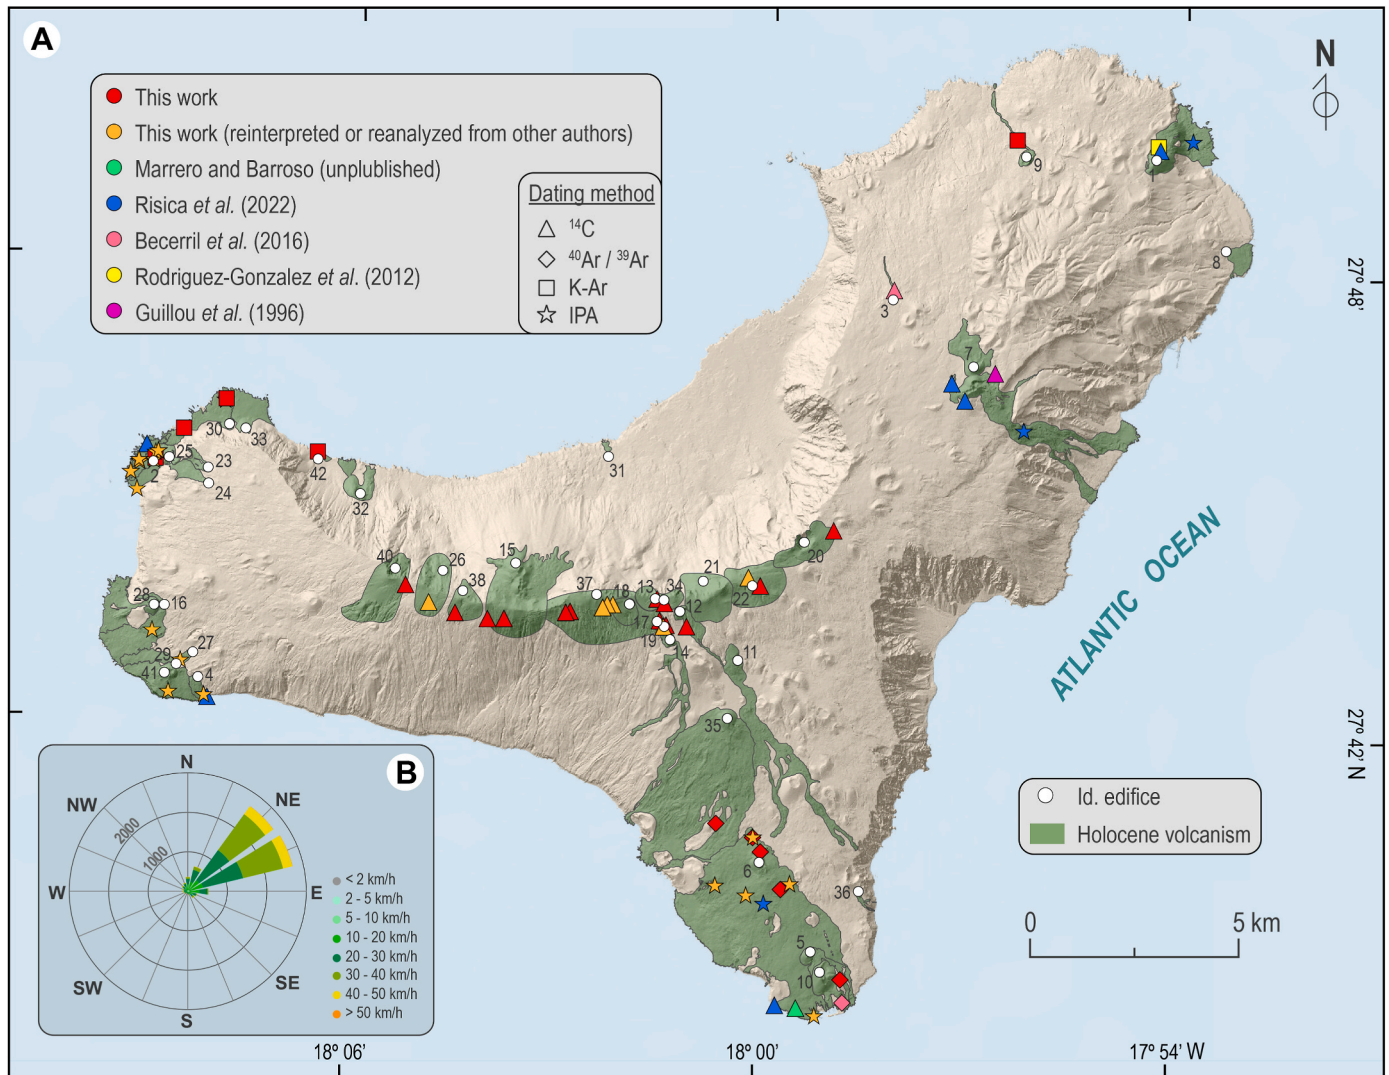 A
N
This work
This work (reinterpreted or reanalyzed from other authors)
Marrero and Barroso (unplublished)
Risica et al. (2022)
Becerril et al. (2016)
Rodriguez-Gonzalez et al. (2012)
Guillou et al. (1996)
Dating method
14C
40Ar / 39Ar
K-Ar
IPA
9
1
8
3
7
27º 48'
30
33
25
23
2
24
42
32
31
40
26
15
38
37
18
13
34
12
21
22
20
17
19
14
11
28
16
27
29
41
4
35
6
36
5
10
ATLANTIC OCEAN
27º 42' N
B
N
NW
NE
2000
1000
W
E
SW
SE
S
< 2 km/h
2 - 5 km/h
5 - 10 km/h
10 - 20 km/h
20 - 30 km/h
30 - 40 km/h
40 - 50 km/h
> 50 km/h
Id. edifice
Holocene volcanism
0
5 km
18º 06'
18º 00'
17º 54' W